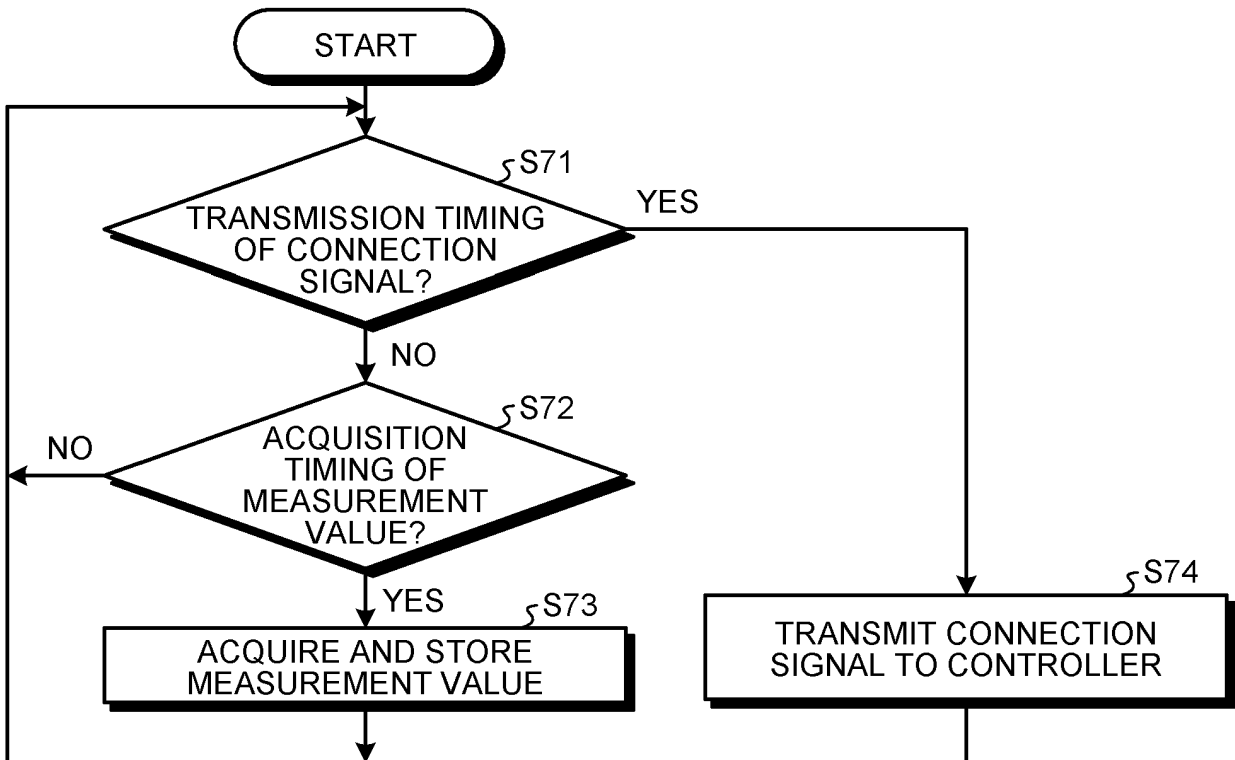 START
S71
TRANSMISSION TIMING
OF CONNECTION
SIGNAL?
YES
NO
S72
ACQUISITION
TIMING OF
MEASUREMENT
VALUE?
NO
YES
S73
ACQUIRE AND STORE
MEASUREMENT VALUE
S74
TRANSMIT CONNECTION
SIGNAL TO CONTROLLER